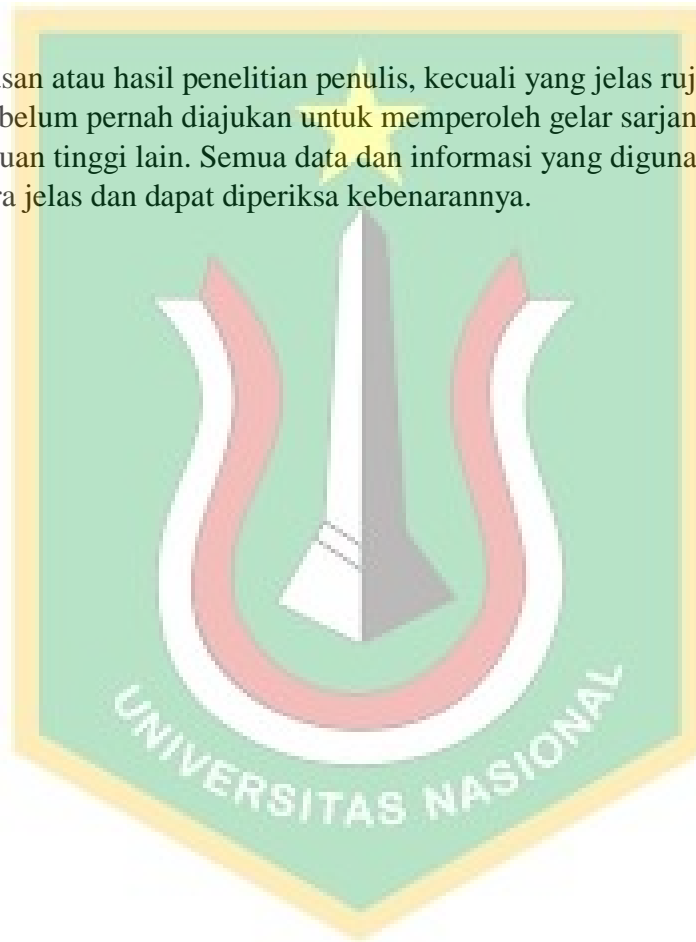 san atau hasil penelitian penulis, kecuali yang jelas ruj
belum pernah diajukan untuk memperoleh gelar sarjan
uan tinggi lain. Semua data dan informasi yang diguna
ra jelas dan dapat diperiksa kebenarannya.
UNIVERSITAS NASIONAL